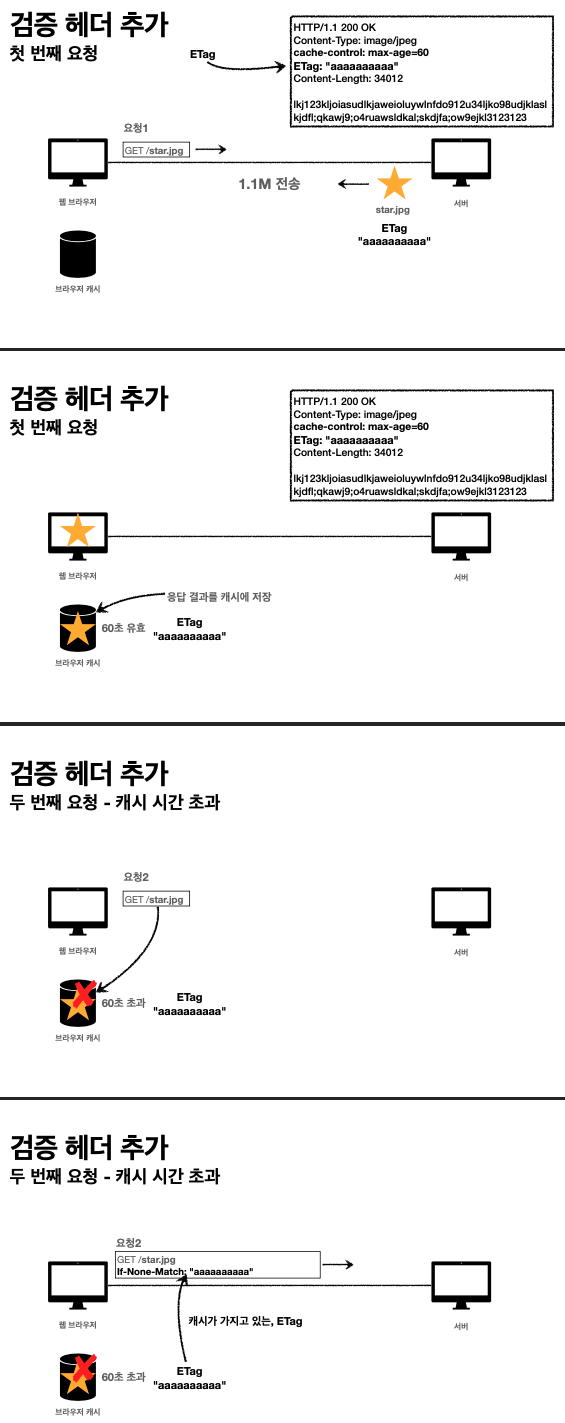 검증 헤더 추가
첫 번째 요청
ETag
HTTP/1.1 200 OK
Content-Type: image/jpeg
cache-control: max-age=60
ETag: "aaaaaaaaaa"
Content-Length: 34012
lkj123kljoiasudlkjaweioluywlnfdo912u34ljko98udjklasl
kjdfl;qkawj9;o4ruawsldkal;skdjfa;ow9ejkl3123123
요청1
GET /star.jpg
1.1M 전송
star.jpg
ETag
"aaaaaaaaaa"
웹 브라우저
서버
브라우저 캐시
검증 헤더 추가
첫 번째 요청
HTTP/1.1 200 OK
Content-Type: image/jpeg
cache-control: max-age=60
ETag: "aaaaaaaaaa"
Content-Length: 34012
lkj123kljoiasudlkjaweioluywlnfdo912u34ljko98udjklasl
kjdfl;qkawj9;o4ruawsldkal;skdjfa;ow9ejkl3123123
웹 브라우저
서버
응답 결과를 캐시에 저장
60초 유효
ETag
"aaaaaaaaaa"
브라우저 캐시
검증 헤더 추가
두 번째 요청 - 캐시 시간 초과
요청2
GET /star.jpg
웹 브라우저
서버
60초 초과
ETag
"aaaaaaaaaa"
브라우저 캐시
검증 헤더 추가
두 번째 요청 - 캐시 시간 초과
요청2
GET /star.jpg
If-None-Match: "aaaaaaaaaa"
웹 브라우저
서버
캐시가 가지고 있는, ETag
60초 초과
ETag
"aaaaaaaaaa"
브라우저 캐시